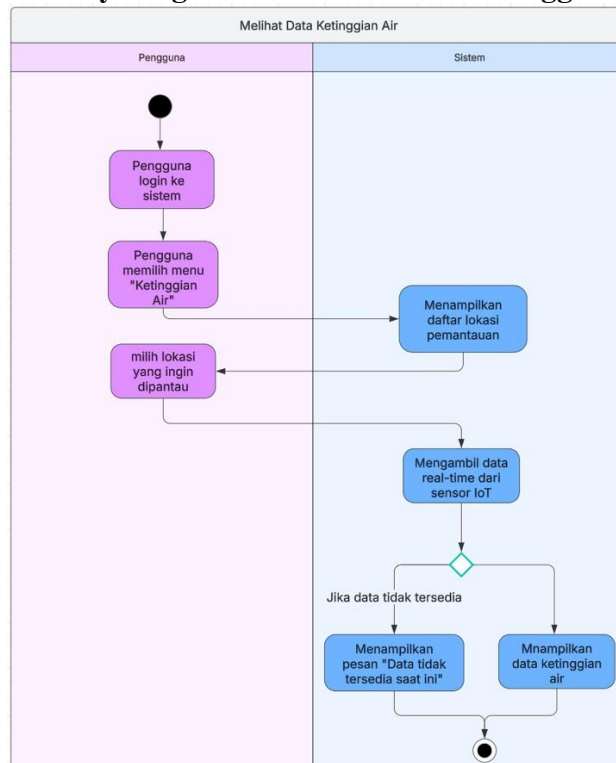 Melihat Data Ketinggian Air
Pengguna
Sistem
Pengguna
login ke
sistem
Pengguna
memilih menu
"Ketinggian
Air"
Menampilkan
daftar lokasi
pemantauan
milih lokasi
yang ingin
dipantau
Mengambil data
real-time dari
sensor IoT
Jika data tidak tersedia
Menampilkan
pesan "Data tidak
tersedia saat ini"
Mnampilkan
data ketinggian
air